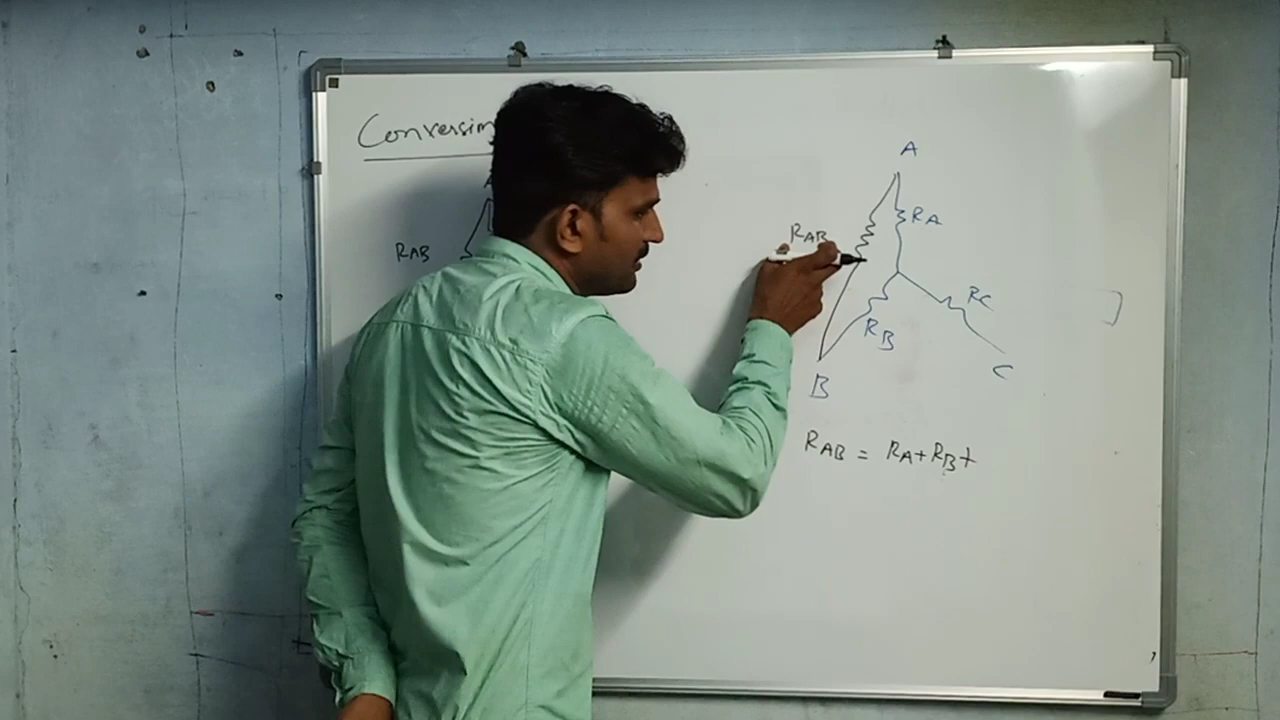 Conversion
A
RAB
A
RA
RAB
RB
RC
B
C
RAB = RA+RB+